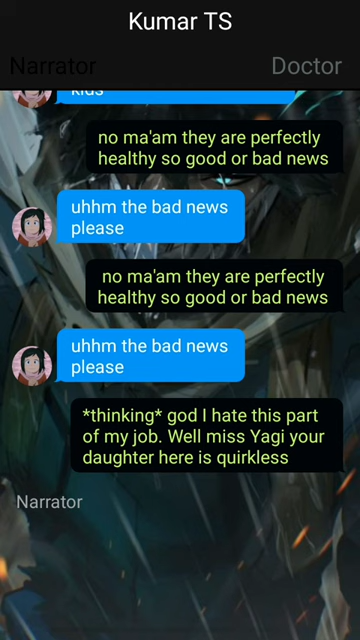 Kumar TS
Narrator
Doctor
kids
no ma'am they are perfectly
healthy so good or bad news
uhhm the bad news
please
no ma'am they are perfectly
healthy so good or bad news
uhhm the bad news
please
*thinking* god I hate this part
of my job. Well miss Yagi your
daughter here is quirkless
Narrator